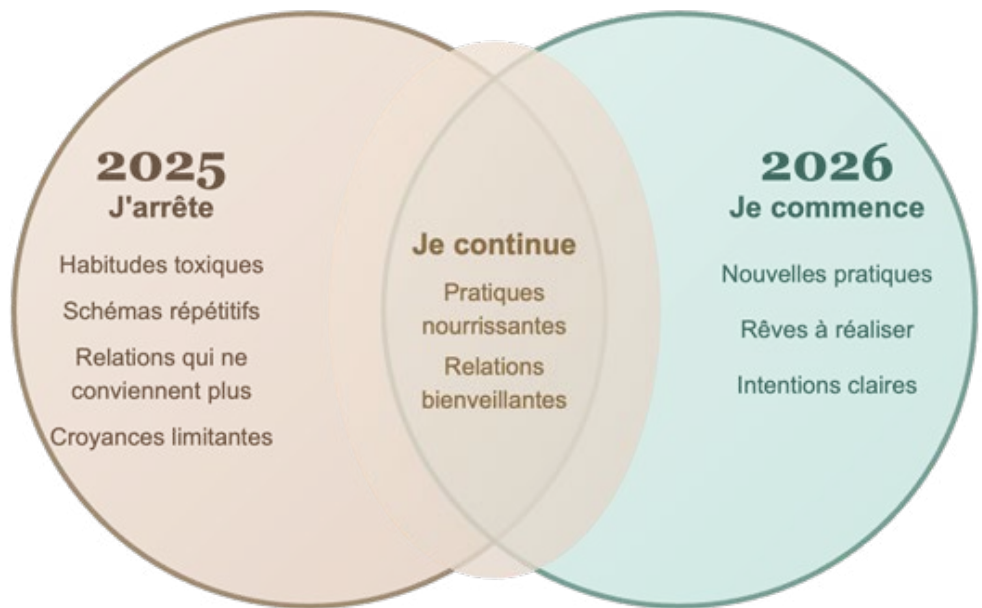 2025
J'arrête
Habitudes toxiques
Schémas répétitifs
Relations qui ne
conviennent plus
Croyances limitantes
Je continue
Pratiques
nourrissantes
Relations
bienveillantes
2026
Je commence
Nouvelles pratiques
Rêves à réaliser
Intentions claires